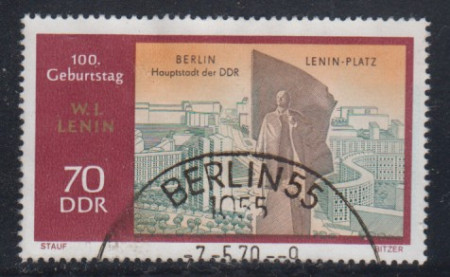 100.
Geburtstag
W. I.
LENIN
70
DDR
BERLIN
Hauptstadt der DDR
LENIN-PLATZ
BERLIN 55
1055
-7.-5.70--9
STAUF